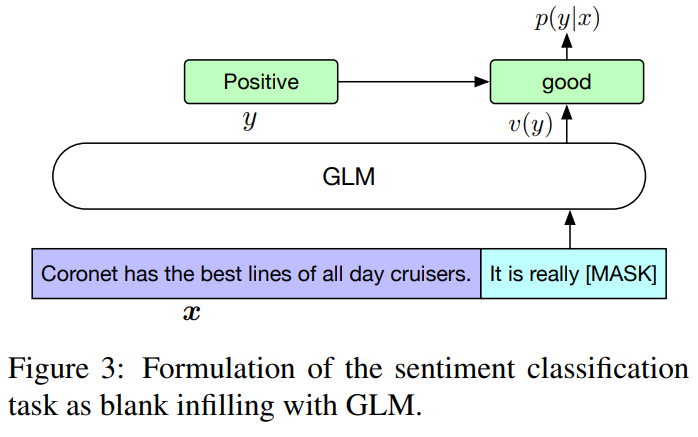 p(y|x)
Positive
good
y
v(y)
GLM
Coronet has the best lines of all day cruisers. It is really [MASK]
x
Figure 3: Formulation of the sentiment classification
task as blank infilling with GLM.